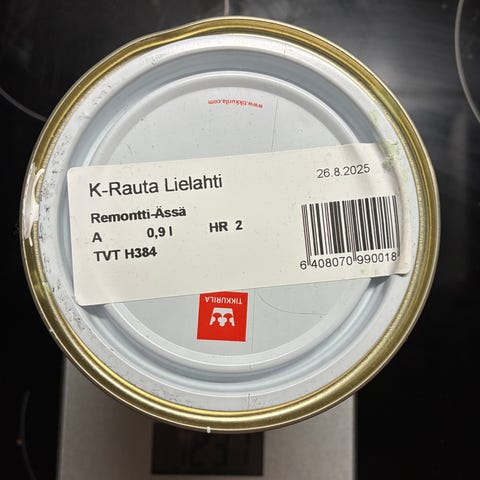 www.tikkurila.com
K-Rauta Lielahti 26.8.2025
Remontti-Ässä
A 0,9 l HR 2
TVT H384
6 408070 990018
TIKKURILA